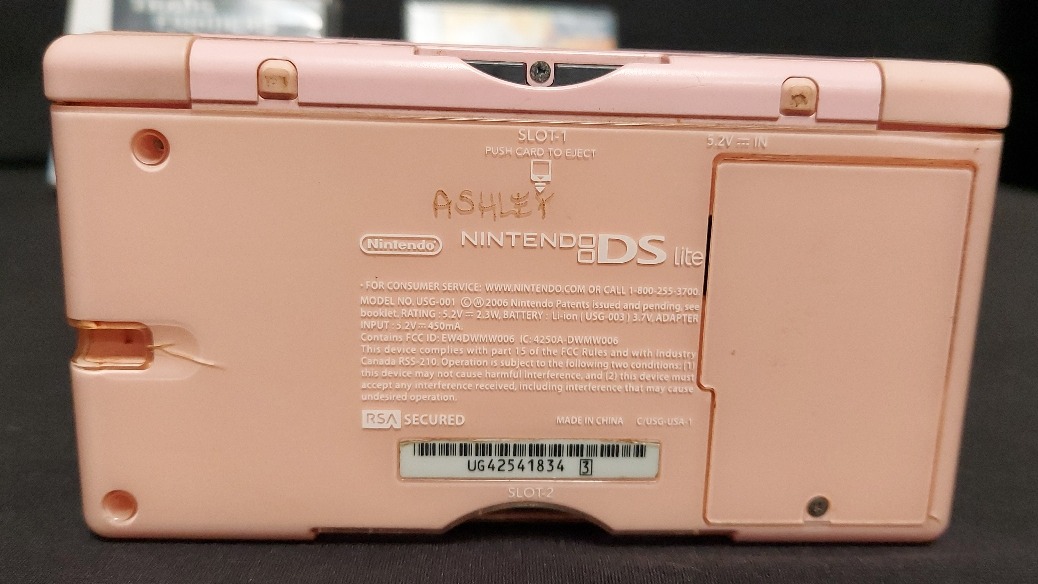 SLOT-1
5.2V ⎓ IN
PUSH CARD TO EJECT
ASHLEY
Nintendo NINTENDO DS lite
• FOR CONSUMER SERVICE: WWW.NINTENDO.COM OR CALL 1-800-255-3700
MODEL NO. USG-001 Ⓒ Ⓜ 2006 Nintendo Patents issued and pending, see
booklet. RATING : 5.2V ⎓ 2.3W, BATTERY : Li-ion ( USG-003 ) 3.7V, ADAPTER
INPUT : 5.2V ⎓ 450mA.
Contains FCC ID: EW4DWMW006 IC: 4250A-DWMW006
This device complies with part 15 of the FCC Rules and with industry
Canada RSS-210. Operation is subject to the following two conditions: (1)
this device may not cause harmful interference, and (2) this device must
accept any interference received, including interference that may cause
undesired operation.
RSA SECURED MADE IN CHINA C/USG-USA-1
UG42541834 3
SLOT-2